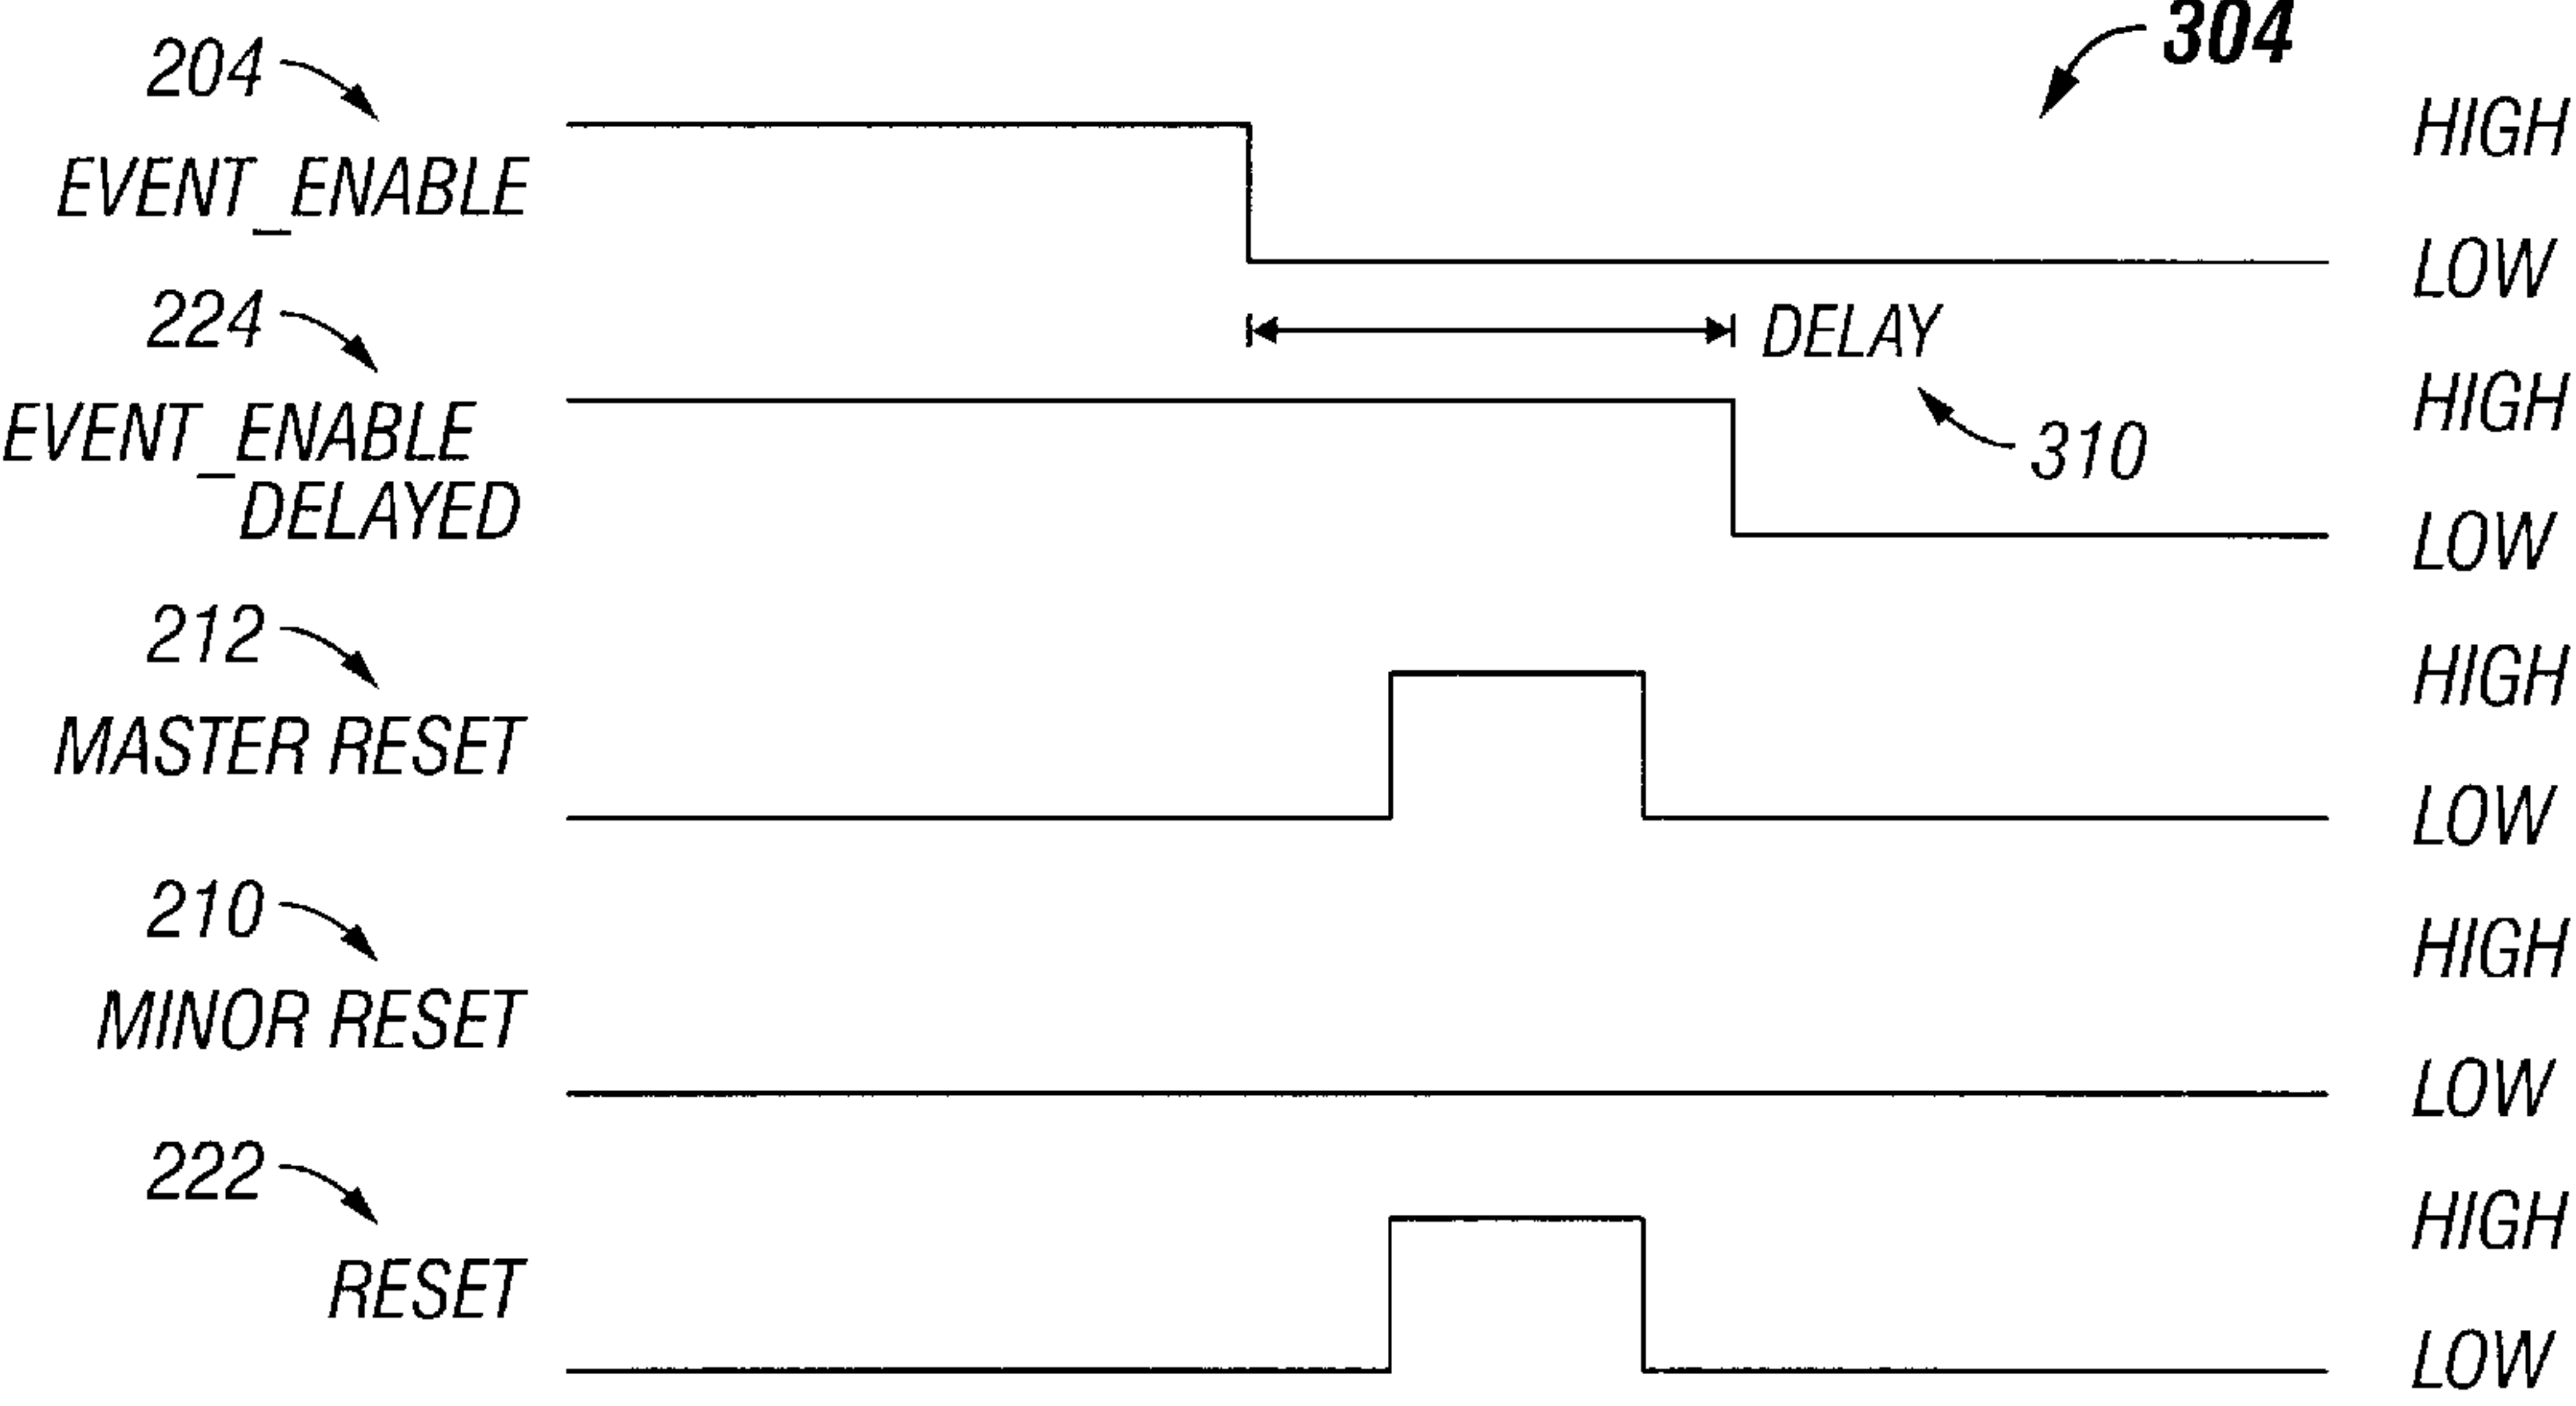 304
204
HIGH
EVENT_ENABLE
LOW
224
DELAY
HIGH
EVENT_ENABLE
DELAYED
310
LOW
212
HIGH
MASTER RESET
LOW
210
HIGH
MINOR RESET
LOW
222
HIGH
RESET
LOW